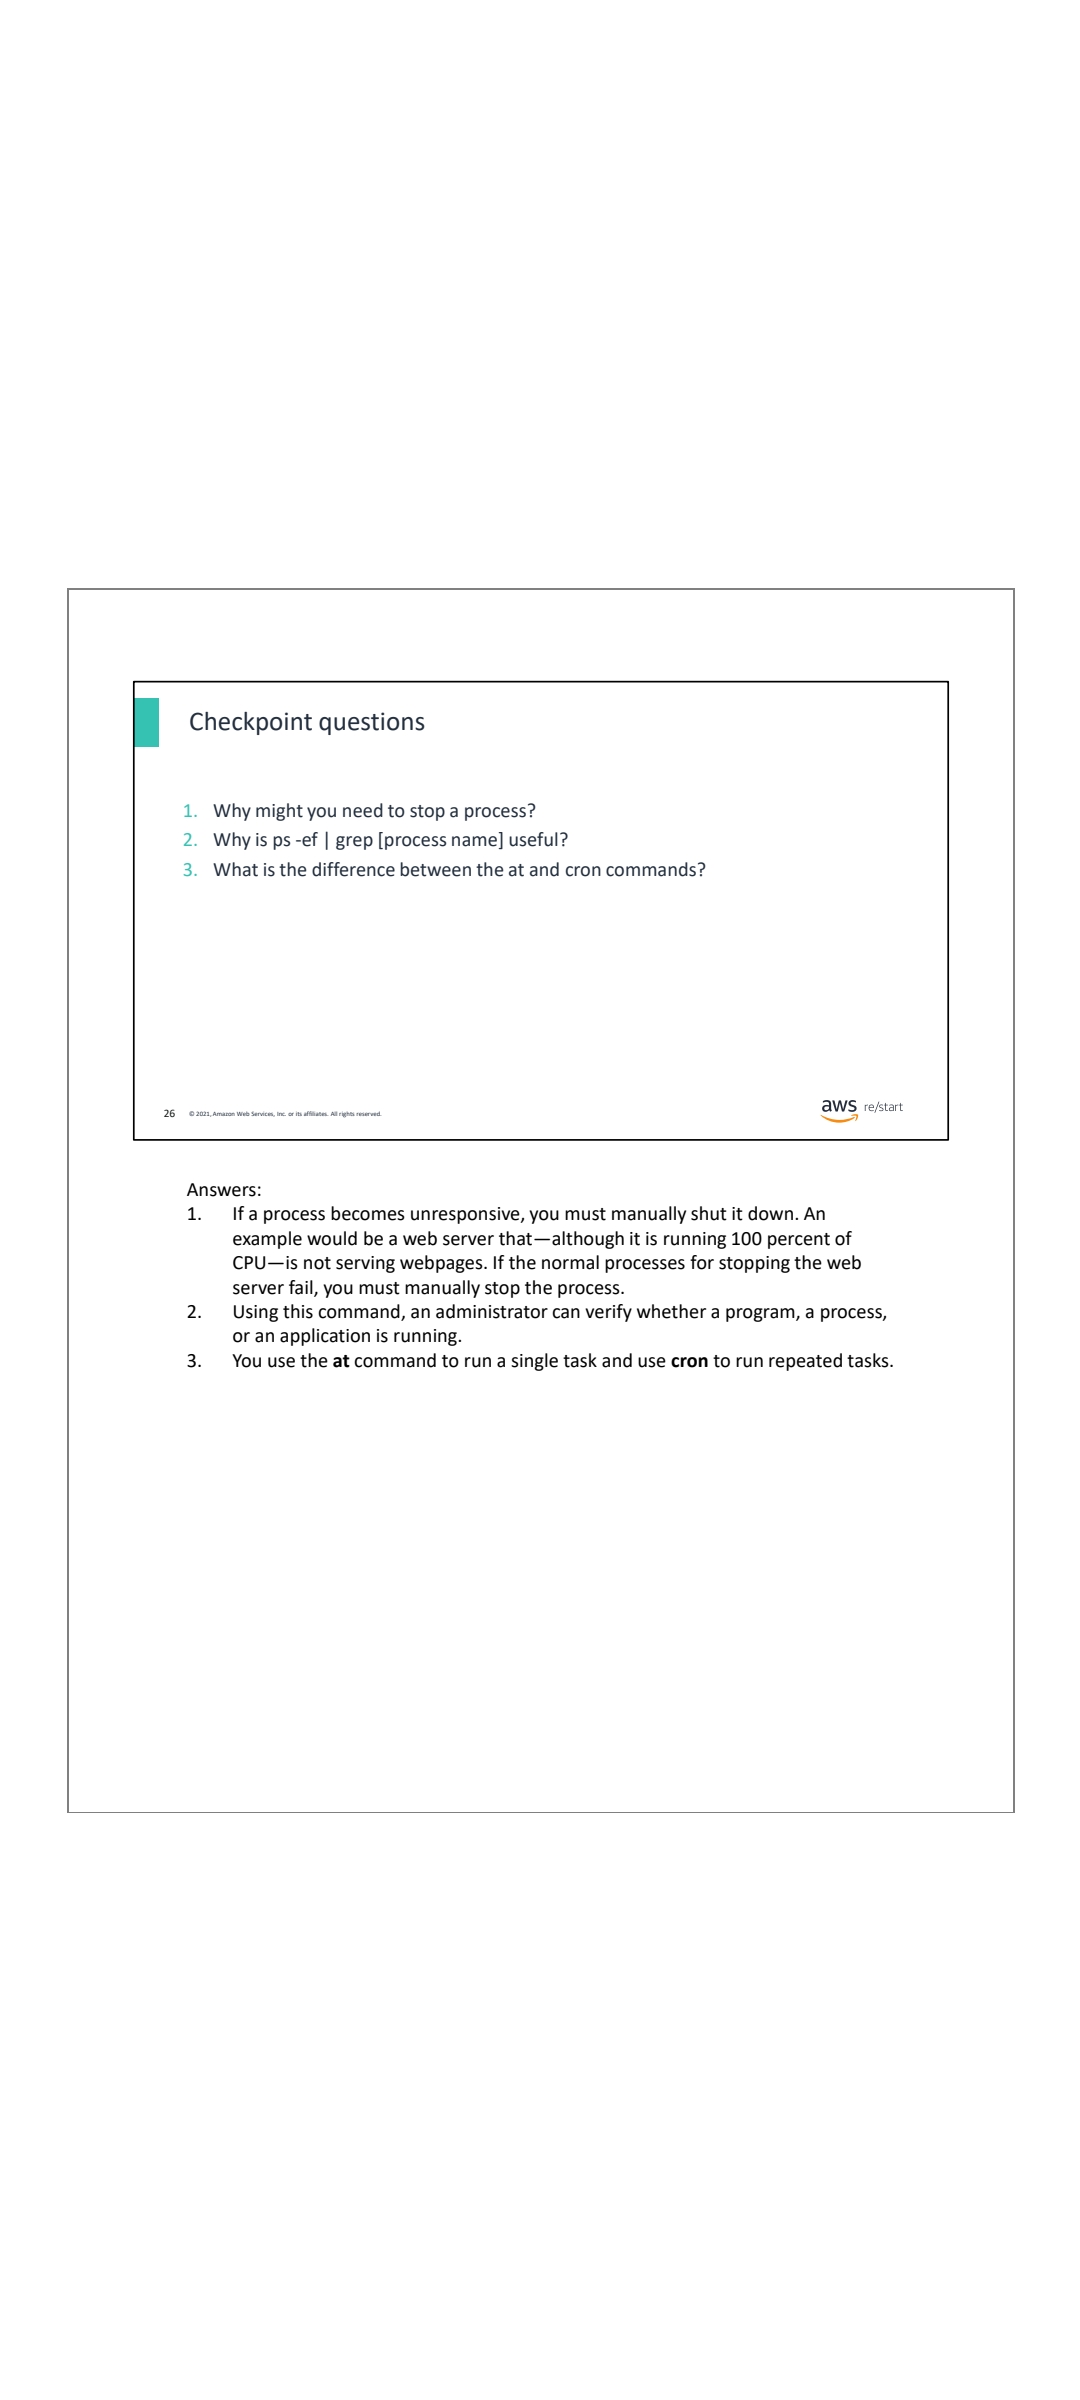 Checkpoint questions
1. Why might you need to stop a process?
2. Why is ps -ef | grep [process name] useful?
3. What is the difference between the at and cron commands?
26 © 2021, Amazon Web Services, Inc. or its affiliates. All rights reserved.
aws re/start
Answers:
1. If a process becomes unresponsive, you must manually shut it down. An
example would be a web server that—although it is running 100 percent of
CPU—is not serving webpages. If the normal processes for stopping the web
server fail, you must manually stop the process.
2. Using this command, an administrator can verify whether a program, a process,
or an application is running.
3. You use the at command to run a single task and use cron to run repeated tasks.